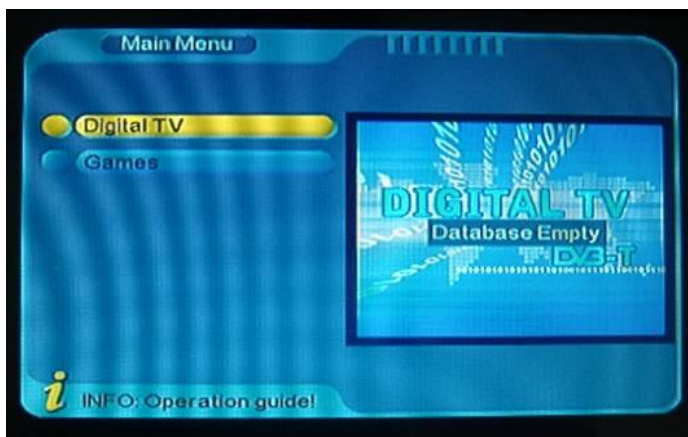 Main Menu
Digital TV
Games
DIGITAL TV
Database Empty
DVB-T
i INFO: Operation guide!